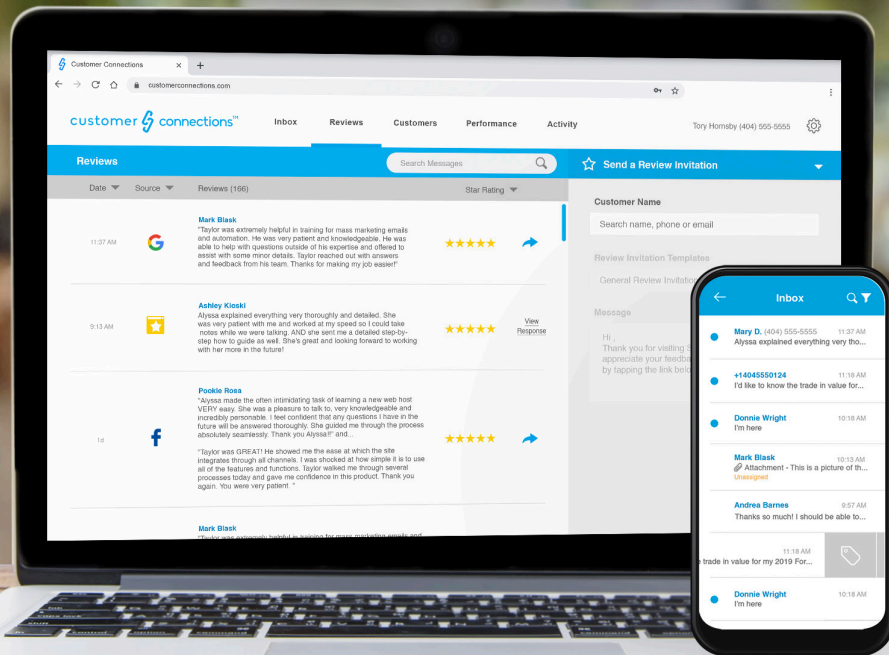 Customer Connections
customerconnections.com
customer connections™
Inbox
Reviews
Customers
Performance
Activity
Tory Hornsby (404) 555-5555
Reviews
Search Messages
Send a Review Invitation
Date
Source
Reviews (166)
Star Rating
Customer Name
Search name, phone or email
Review Invitation Templates
General Review Invitation
Message
Hi ,
Thank you for visiting
appreciate your feedba
by tapping the link belo
11:37 AM
Mark Blask
"Taylor was extremely helpful in training for mass marketing emails
and automation. He was very patient and knowledgeable. He was
able to help with questions outside of his expertise and offered to
assist with some minor details. Taylor reached out with answers
and feedback from his team. Thanks for making my job easier!"
9:13 AM
Ashley Kioski
Alyssa explained everything very thoroughly and detailed. She
was very patient with me and worked at my speed so I could take
notes while we were talking. AND she sent me a detailed step-by-
step how to guide as well. She's great and looking forward to working
with her more in the future!
View
Response
1d
Pookie Rosa
"Alyssa made the often intimidating task of learning a new web host
VERY easy. She was a pleasure to talk to, very knowledgeable and
incredibly personable. I feel confident that any questions I have in the
future will be answered thoroughly. She guided me through the process
absolutely seamlessly. Thank you Alyssa!!" and...
"Taylor was GREAT! He showed me the ease at which the site
integrates through all channels. I was shocked at how simple it is to use
all of the features and functions. Taylor walked me through several
processes today and gave me confidence in this product. Thank you
again. You were very patient. "
Mark Blask
"Taylor was extremely helpful in training for mass marketing emails and
Inbox
Mary D. (404) 555-5555 11:37 AM
Alyssa explained everything very tho...
+14045550124 11:18 AM
I'd like to know the trade in value for...
Donnie Wright 10:18 AM
I'm here
Mark Blask 10:13 AM
Attachment - This is a picture of th...
Unassigned
Andrea Barnes 9:57 AM
Thanks so much! I should be able to...
11:18 AM
trade in value for my 2019 For...
Donnie Wright 10:18 AM
I'm here
control
option
command